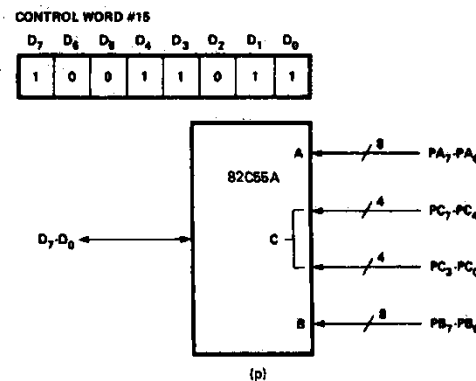 CONTROL WORD #15
D7 D6 D5 D4 D3 D2 D1 D0
1 0 0 1 1 0 1 1
A 8 PA7-PA0
82C55A
4 PC7-PC4
D7-D0 C
4 PC3-PC0
B 8 PB7-PB0
(p)